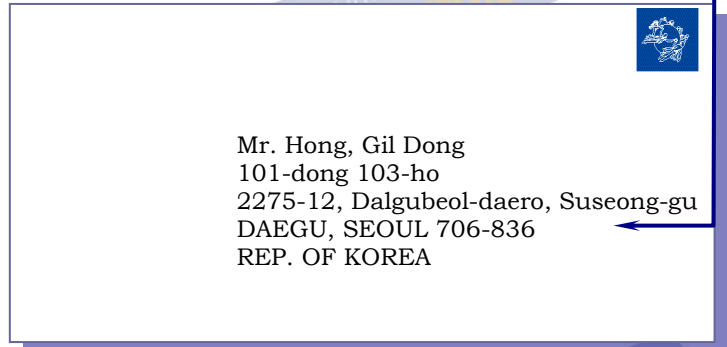 Mr. Hong, Gil Dong
101-dong 103-ho
2275-12, Dalgubeol-daero, Suseong-gu
DAEGU, SEOUL 706-836
REP. OF KOREA